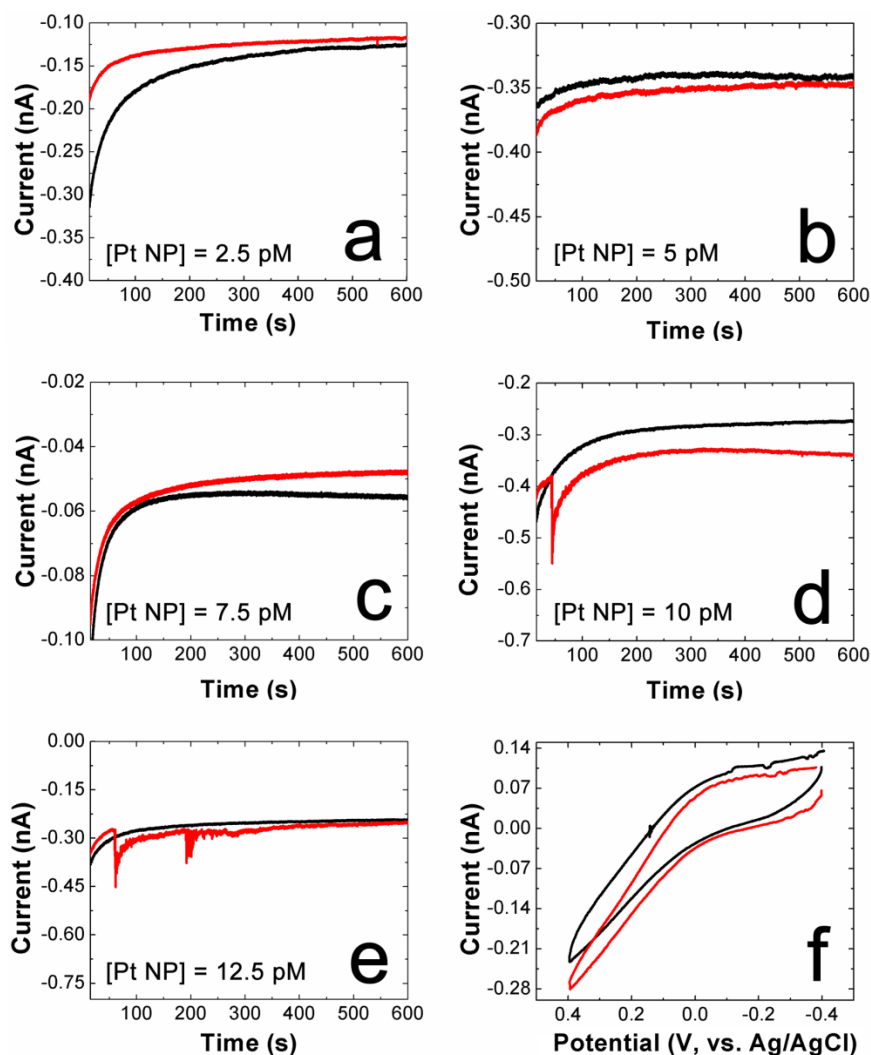 -0.10
-0.15
-0.20
-0.25
-0.30
-0.35
-0.40
Current (nA)
[Pt NP] = 2.5 pM
a
100 200 300 400 500 600
Time (s)
-0.30
-0.35
-0.40
-0.45
-0.50
Current (nA)
[Pt NP] = 5 pM
b
100 200 300 400 500 600
Time (s)
-0.02
-0.04
-0.06
-0.08
-0.10
Current (nA)
[Pt NP] = 7.5 pM
c
100 200 300 400 500 600
Time (s)
-0.2
-0.3
-0.4
-0.5
-0.6
-0.7
Current (nA)
[Pt NP] = 10 pM
d
100 200 300 400 500 600
Time (s)
0.00
-0.15
-0.30
-0.45
-0.60
-0.75
Current (nA)
[Pt NP] = 12.5 pM
e
100 200 300 400 500 600
Time (s)
0.14
0.07
0.00
-0.07
-0.14
-0.21
-0.28
Current (nA)
f
0.4 0.2 0.0 -0.2 -0.4
Potential (V, vs. Ag/AgCl)